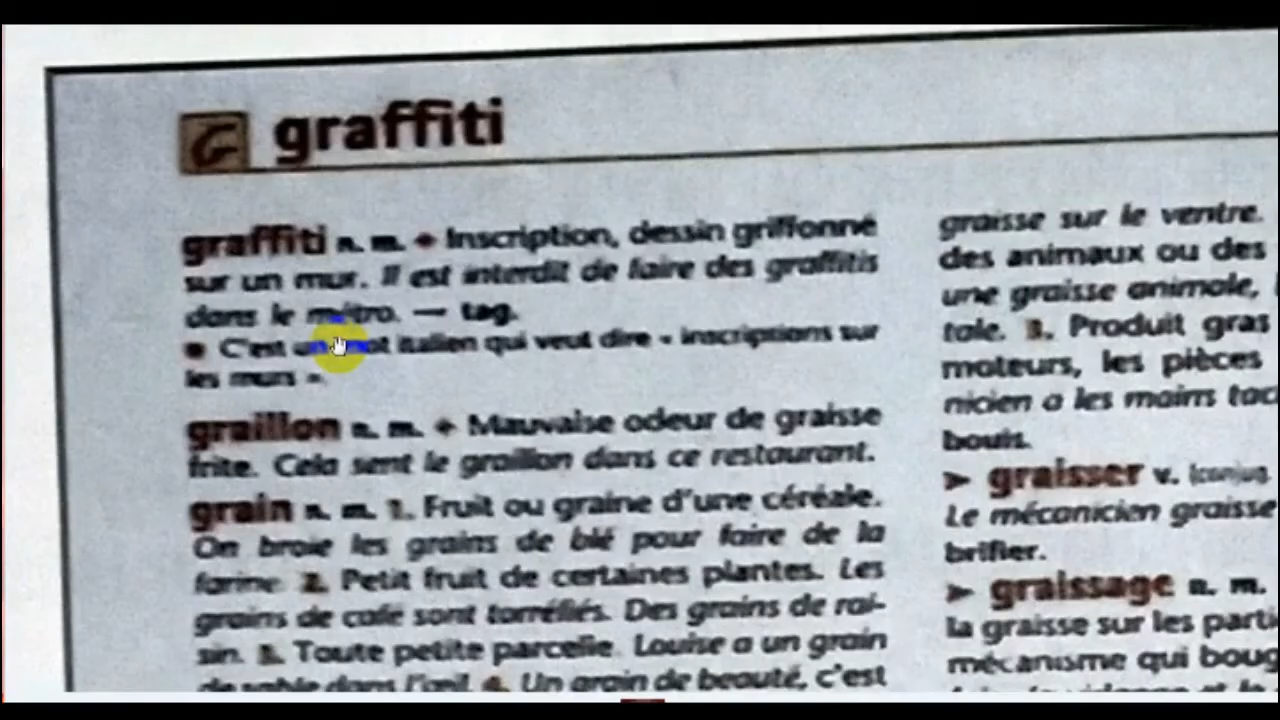 G graffiti
graffiti n. m. ♦ Inscription, dessin griffonné
sur un mur. Il est interdit de faire des graffitis
dans le métro. — tag.
● C'est un mot italien qui veut dire « inscriptions sur
les murs ».
graillon n. m. ♦ Mauvaise odeur de graisse
frite. Cela sent le graillon dans ce restaurant.
grain n. m. 1. Fruit ou graine d'une céréale.
On broie les grains de blé pour faire de la
farine. 2. Petit fruit de certaines plantes. Les
grains de café sont torréfiés. Des grains de rai-
sin. 3. Toute petite parcelle. Louise a un grain
de sable dans l'œil. 4. Un grain de beauté, c'est
graisse sur le ventre.
des animaux ou des
une graisse animale,
tale. 3. Produit gras
moteurs, les pièces
nicien a les mains tac
bouis.
➤ graisser v. (conjug.
Le mécanicien graisse
brifier.
➤ graissage n. m.
la graisse sur les parti
mécanisme qui boug